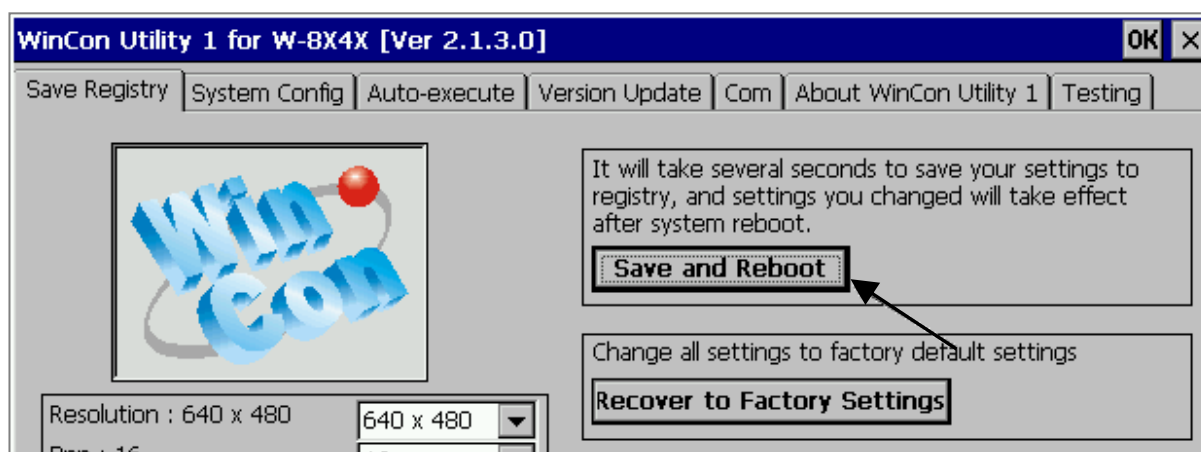 WinCon Utility 1 for W-8X4X [Ver 2.1.3.0]
OK
Save Registry
System Config
Auto-execute
Version Update
Com
About WinCon Utility 1
Testing
Win
Con
It will take several seconds to save your settings to
registry, and settings you changed will take effect
after system reboot.
Save and Reboot
Change all settings to factory default settings
Recover to Factory Settings
Resolution : 640 x 480
640 x 480